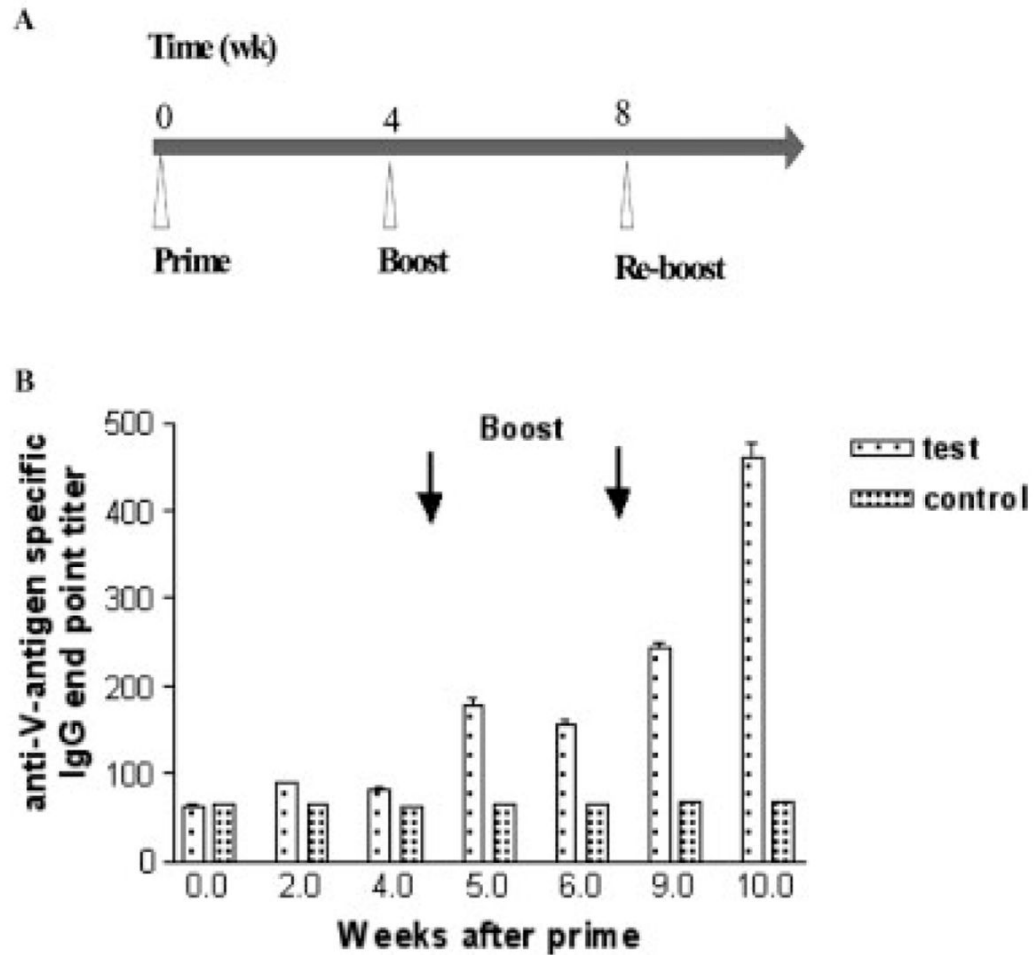 A
Time (wk)
0 4 8
Prime Boost Re-boost
B
anti-V-antigen specific
IgG end point titer
500
400
300
200
100
0
Boost
test
control
0.0 2.0 4.0 5.0 6.0 9.0 10.0
Weeks after prime